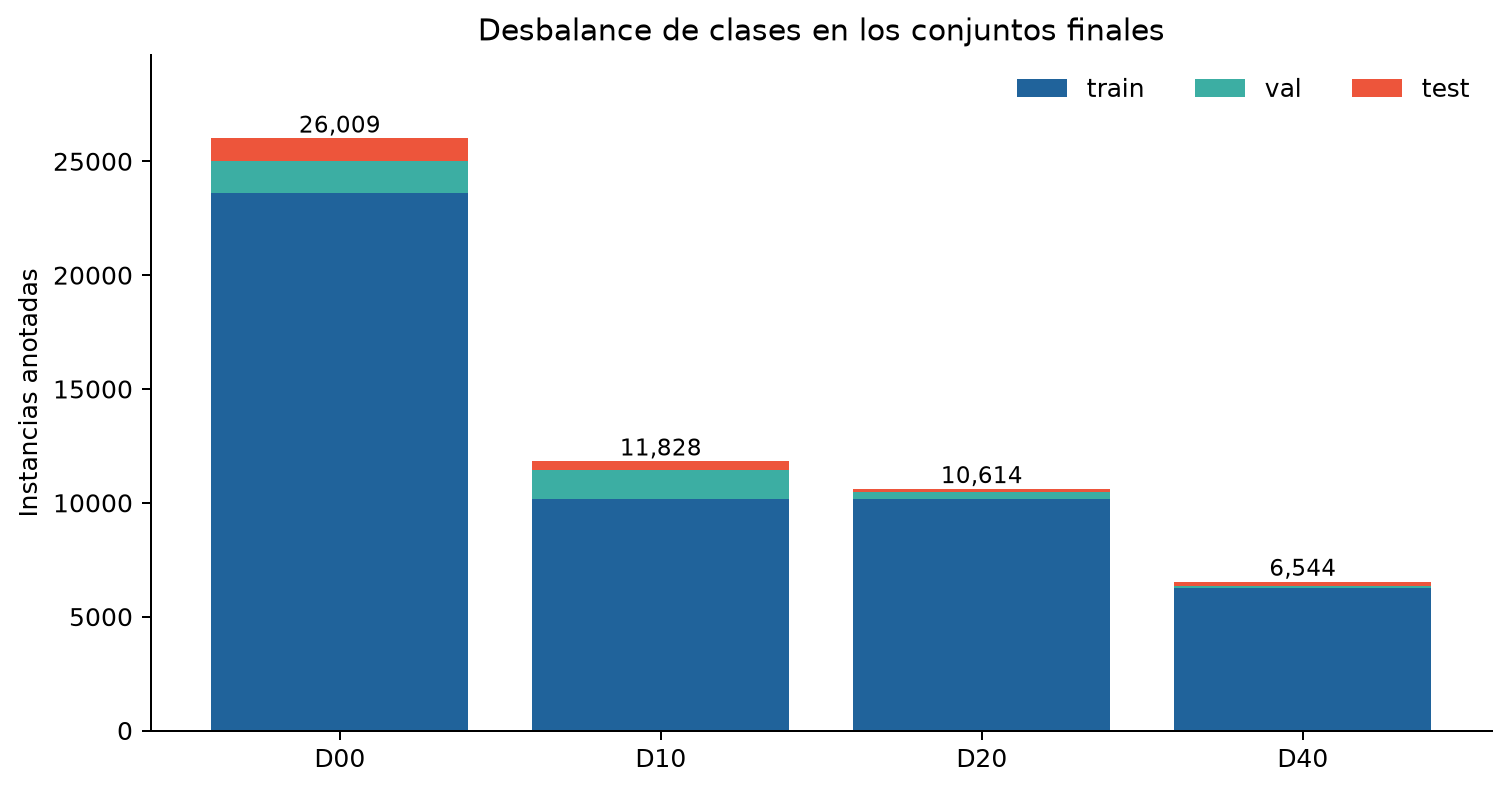 Desbalance de clases en los conjuntos finales
train val test
Instancias anotadas
25000
20000
15000
10000
5000
0
26,009
11,828
10,614
6,544
D00 D10 D20 D40